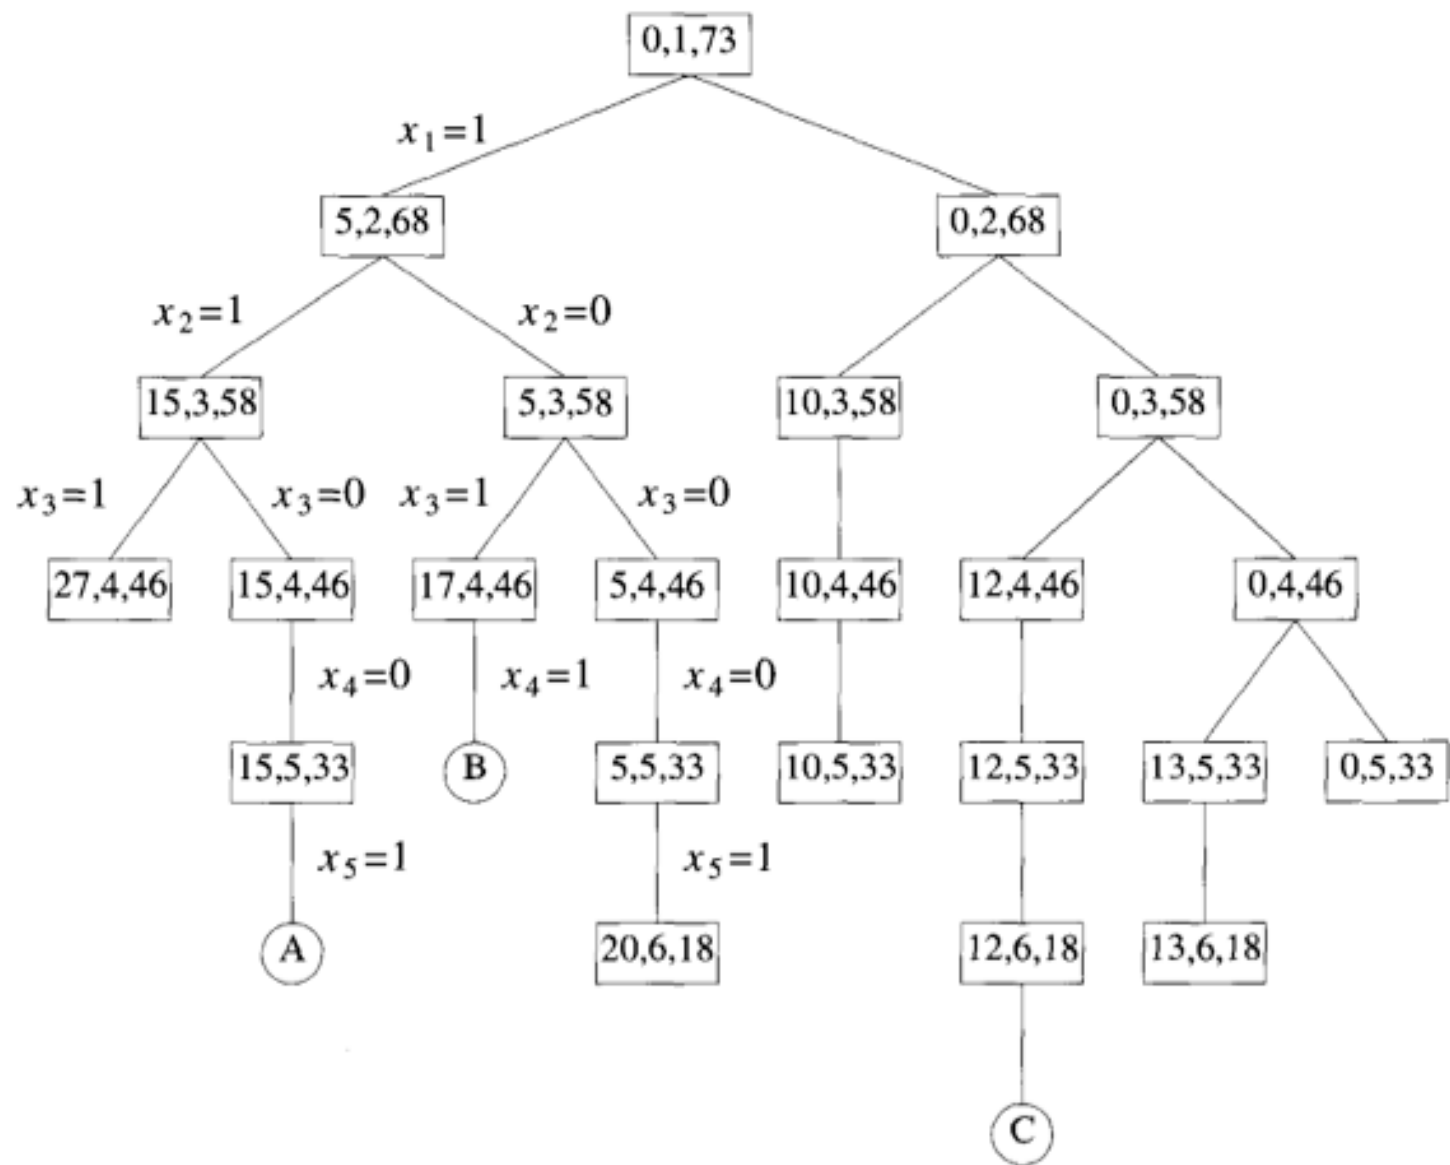 0,1,73
x₁=1
5,2,68 0,2,68
x₂=1 x₂=0
15,3,58 5,3,58 10,3,58 0,3,58
x₃=1 x₃=0 x₃=1 x₃=0
27,4,46 15,4,46 17,4,46 5,4,46 10,4,46 12,4,46 0,4,46
x₄=0 x₄=1 x₄=0
15,5,33 B 5,5,33 10,5,33 12,5,33 13,5,33 0,5,33
x₅=1 x₅=1
A 20,6,18 12,6,18 13,6,18
C